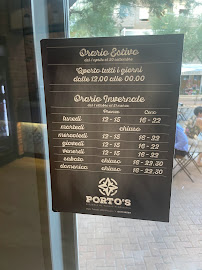 Orario Estivo
dal 1 aprile al 30 settembre
Aperto tutti i giorni
dalle 12.00 alle 00.00
Orario Invernale
Pranzo Cena
lunedì 12 - 15 16 - 22
martedì chiuso
mercoledì 12 - 15 16 - 22
giovedì 12 - 15 16 - 22
venerdì 12 - 15 16 - 22
sabato chiuso 16 - 22.30
domenica chiuso 16 - 22.30
PORTO'S